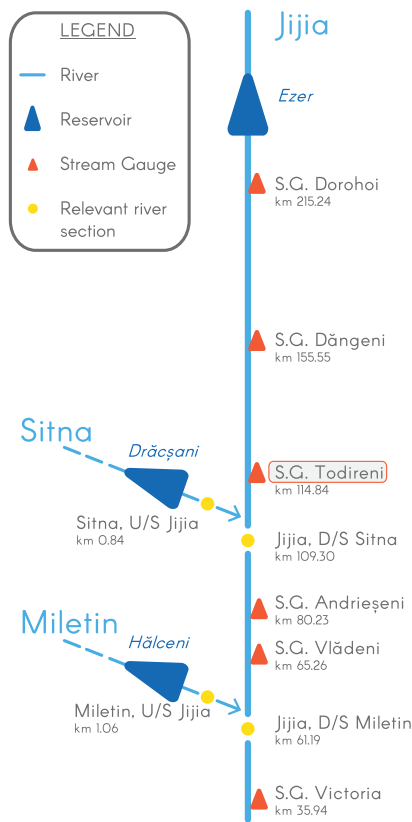 LEGEND
River
Reservoir
Stream Gauge
Relevant river
section
Jijia
Ezer
S.G. Dorohoi
km 215.24
S.G. Dăngeni
km 155.55
Sitna
Drăcșani
S.G. Todireni
km 114.84
Sitna, U/S Jijia
km 0.84
Jijia, D/S Sitna
km 109.30
S.G. Andrieșeni
km 80.23
Miletin
Hălceni
S.G. Vlădeni
km 65.26
Miletin, U/S Jijia
km 1.06
Jijia, D/S Miletin
km 61.19
S.G. Victoria
km 35.94